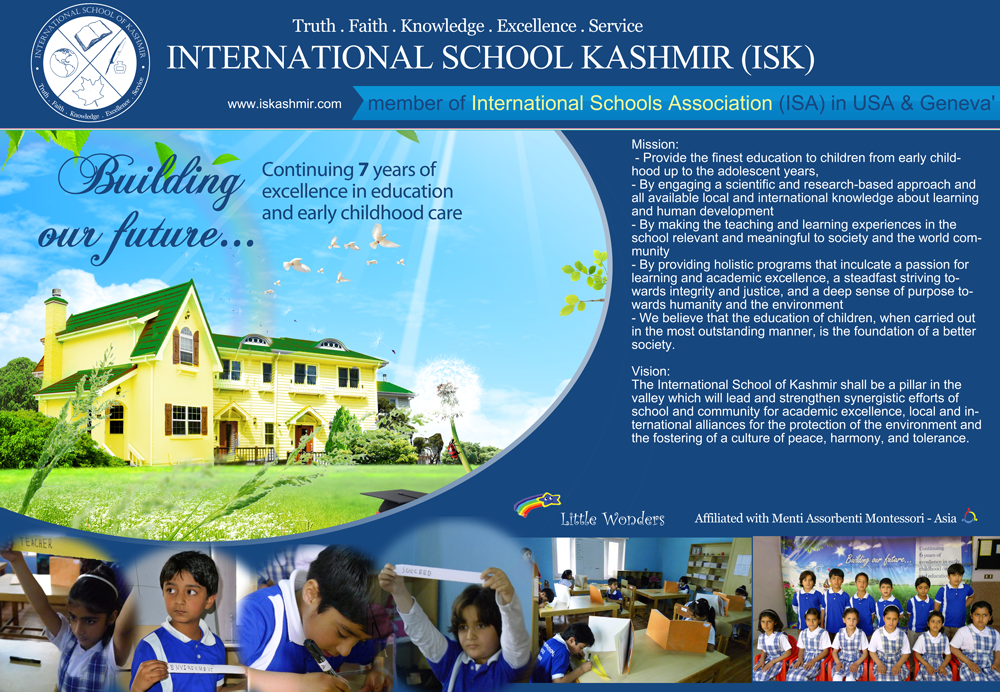 INTERNATIONAL SCHOOL OF KASHMIR
Truth . Faith . Knowledge . Excellence . Service
Truth . Faith . Knowledge . Excellence . Service
INTERNATIONAL SCHOOL KASHMIR (ISK)
www.iskashmir.com
member of International Schools Association (ISA) in USA & Geneva'
Building
our future...
Continuing 7 years of
excellence in education
and early childhood care
Mission:
- Provide the finest education to children from early child-
hood up to the adolescent years,
- By engaging a scientific and research-based approach and
all available local and international knowledge about learning
and human development
- By making the teaching and learning experiences in the
school relevant and meaningful to society and the world com-
munity
- By providing holistic programs that inculcate a passion for
learning and academic excellence, a steadfast striving to-
wards integrity and justice, and a deep sense of purpose to-
wards humanity and the environment
- We believe that the education of children, when carried out
in the most outstanding manner, is the foundation of a better
society.
Vision:
The International School of Kashmir shall be a pillar in the
valley which will lead and strengthen synergistic efforts of
school and community for academic excellence, local and in-
ternational alliances for the protection of the environment and
the fostering of a culture of peace, harmony, and tolerance.
Little Wonders
Affiliated with Menti Assorbenti Montessori - Asia
TEACHER
ENVIRONMENT
SUCCEED
Building our future...
Continuing